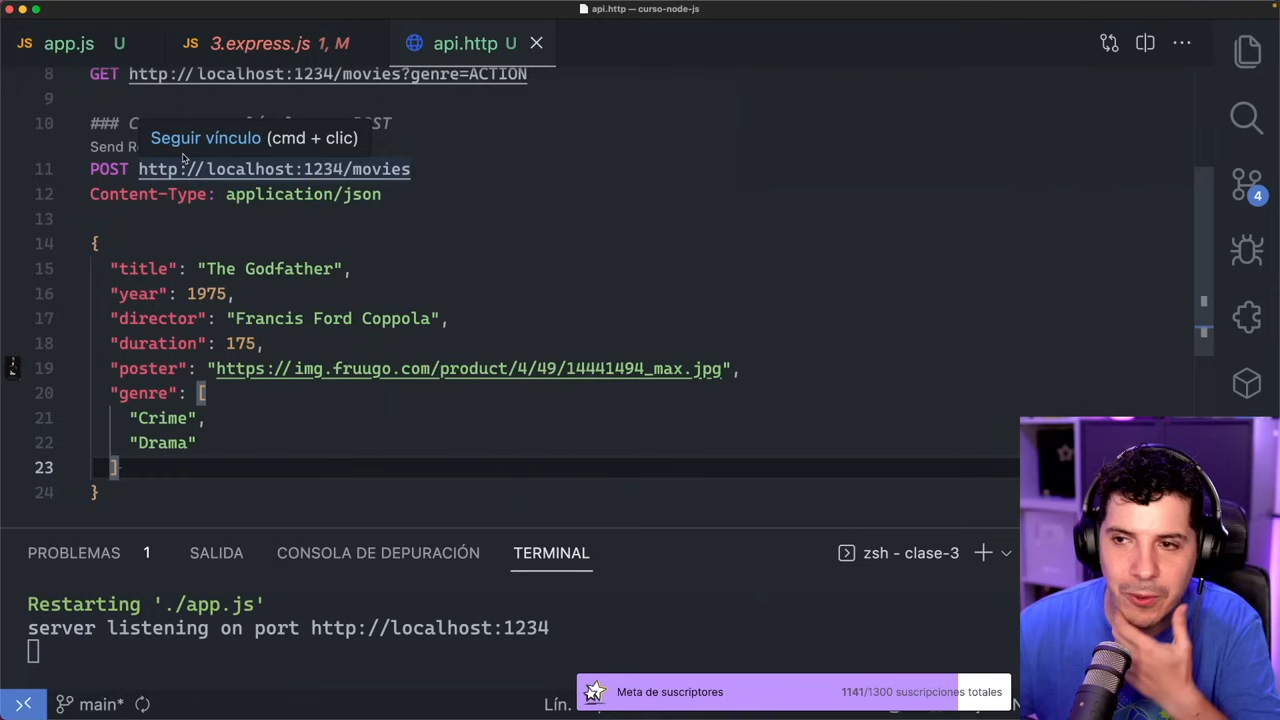 api.http — curso-node-js
JS app.js U
JS 3.express.js 1, M
api.http U
8 GET http://localhost:1234/movies?genre=ACTION
9
10 ### POST
Seguir vínculo (cmd + clic)
Send
11 POST http://localhost:1234/movies
12 Content-Type: application/json
13
14 {
15 "title": "The Godfather",
16 "year": 1975,
17 "director": "Francis Ford Coppola",
18 "duration": 175,
19 "poster": "https://img.fruugo.com/product/4/49/14441494_max.jpg",
20 "genre": [
21 "Crime",
22 "Drama"
23 ]
24 }
4
PROBLEMAS 1 SALIDA CONSOLA DE DEPURACIÓN TERMINAL zsh - clase-3
Restarting './app.js'
server listening on port http://localhost:1234
main* Lín.
Meta de suscriptores 1141/1300 suscripciones totales